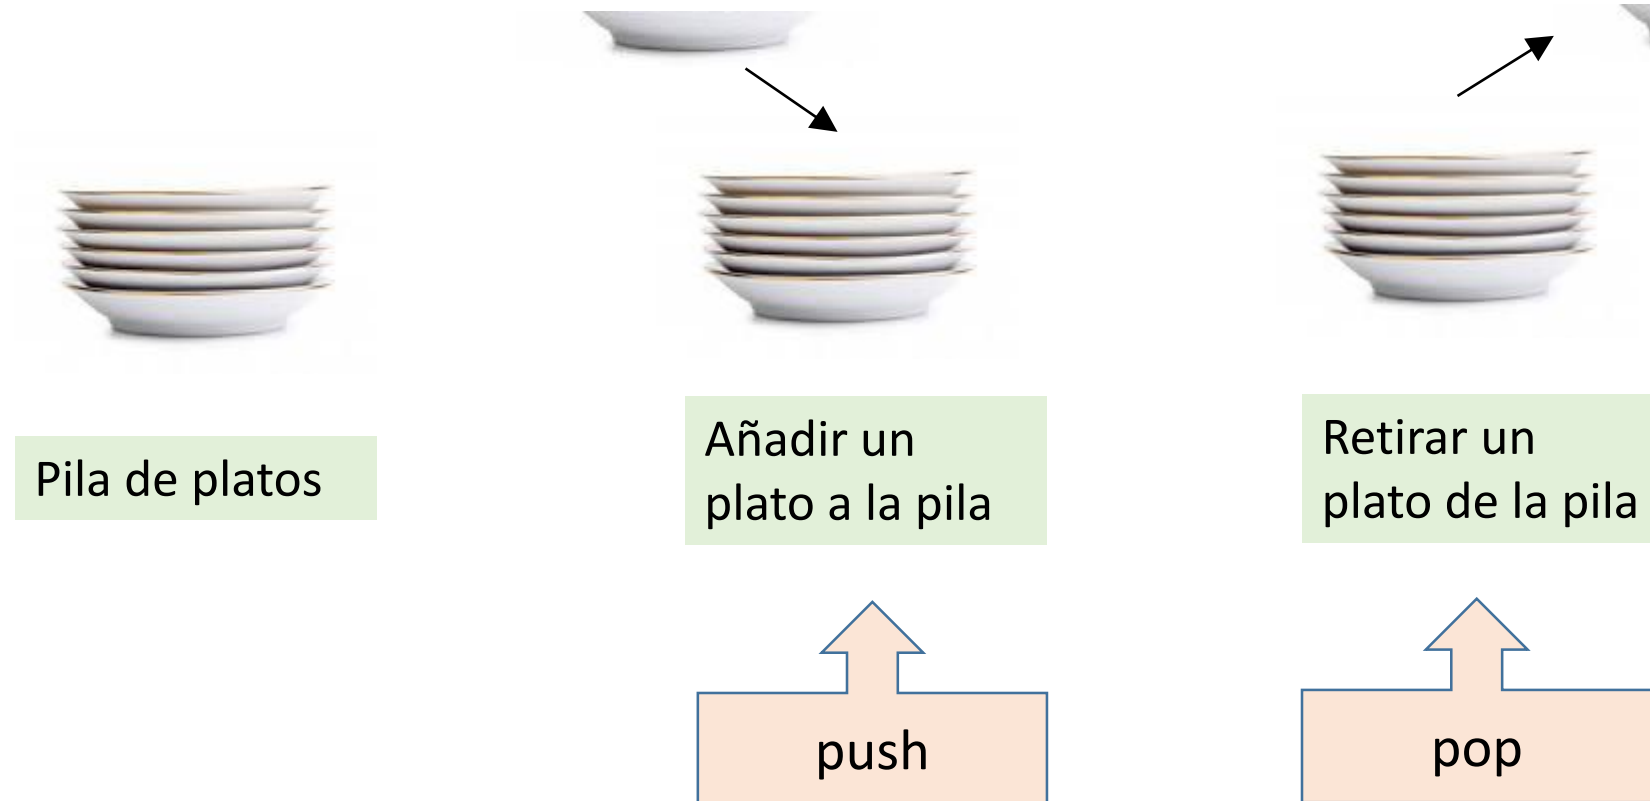 Pila de platos
Añadir un
plato a la pila
Retirar un
plato de la pila
push
pop